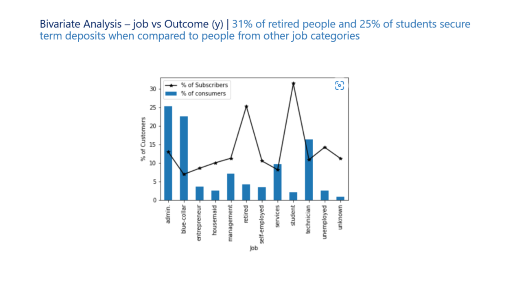 Bivariate Analysis – job vs Outcome (y) | 31% of retired people and 25% of students secure
term deposits when compared to people from other job categories
% of Subscribers
% of consumers
% of Customers
30
25
20
15
10
5
0
admin.
blue-collar
entrepreneur
housemaid
management
retired
self-employed
services
student
technician
unemployed
unknown
Job